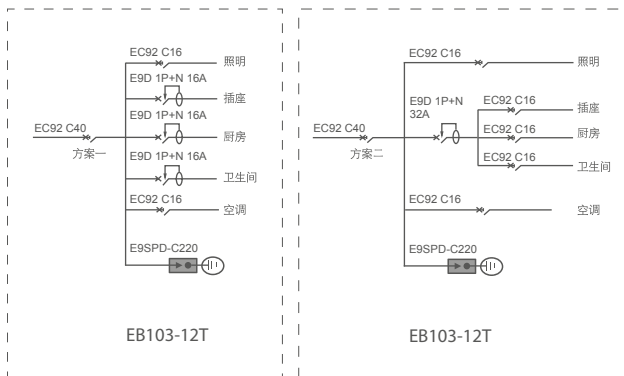 EC92 C16
照明
E9D 1P+N 16A
插座
E9D 1P+N 16A
EC92 C40
厨房
方案一
E9D 1P+N 16A
卫生间
EC92 C16
空调
E9SPD-C220
EB103-12T
EC92 C16
照明
E9D 1P+N
32A
EC92 C16
插座
EC92 C40
EC92 C16
厨房
方案二
EC92 C16
卫生间
EC92 C16
空调
E9SPD-C220
EB103-12T